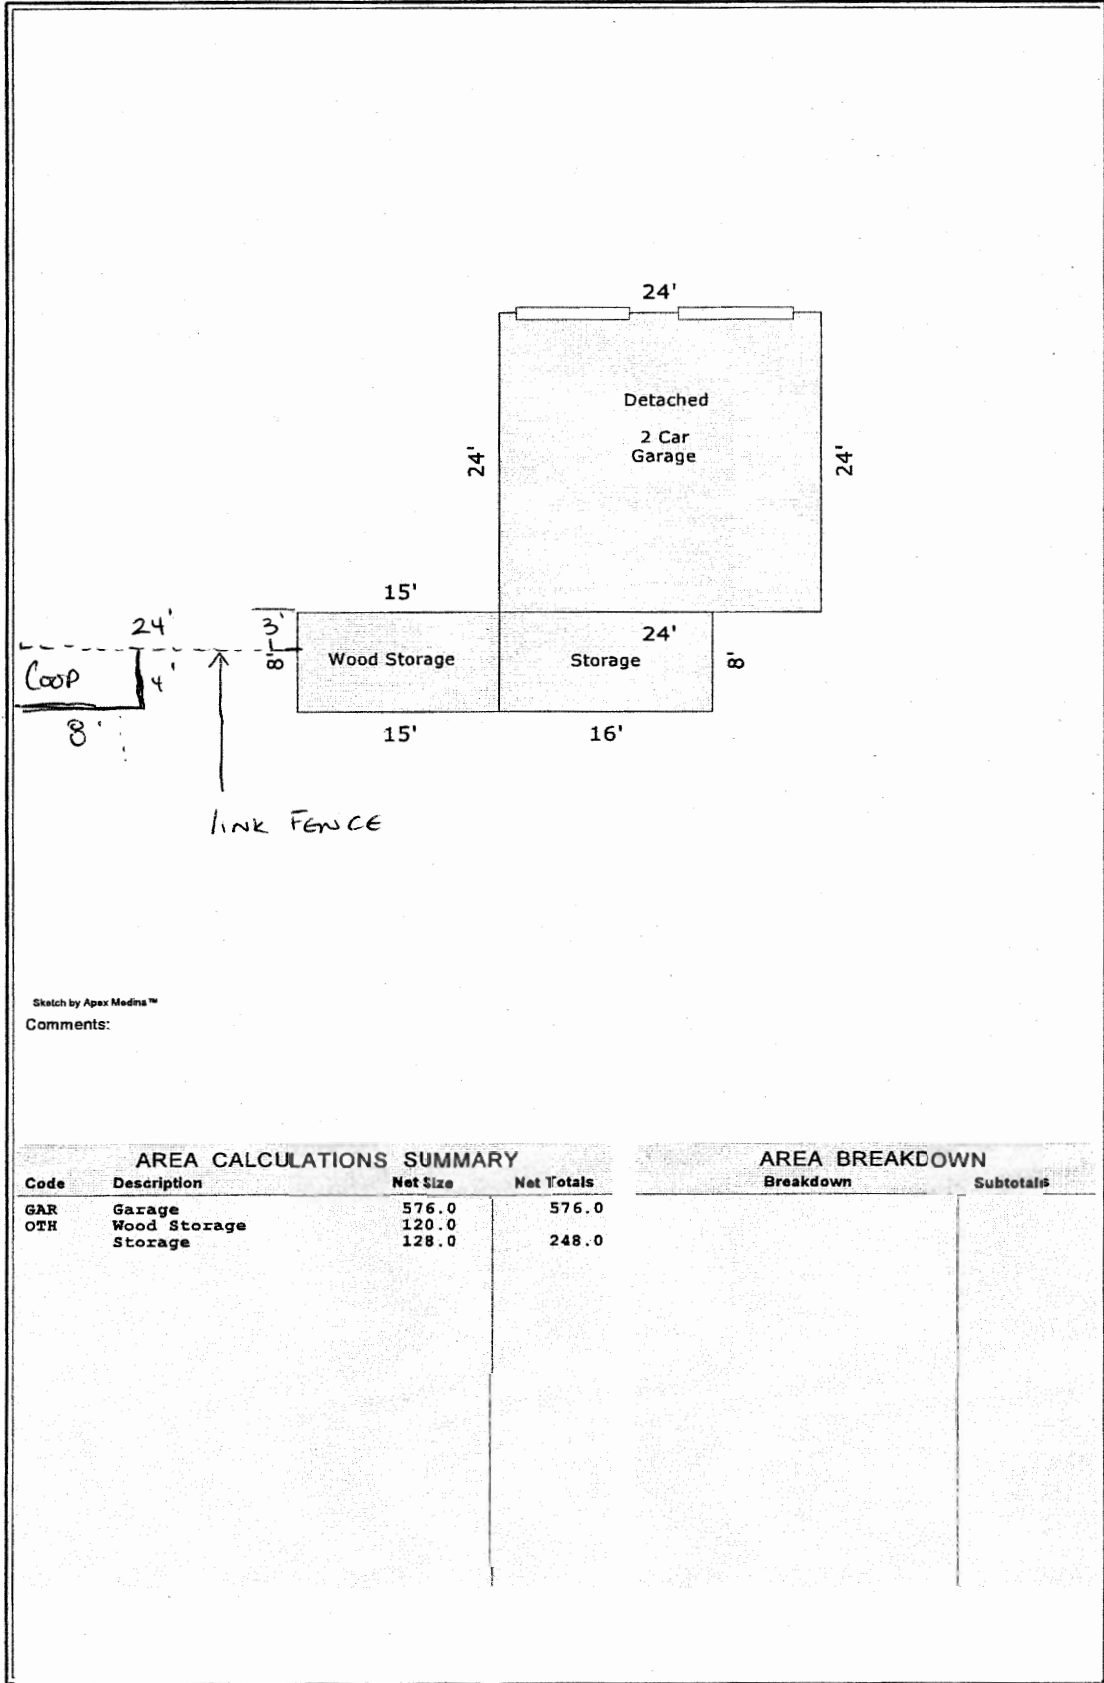 24'
Detached
2 Car
Garage
24'
24'
15'
24'
3'
24'
8'
Wood Storage
Storage
8'
Coop
4'
8'
15'
16'
link FENCE
Sketch by Apex Medina™
Comments:
AREA CALCULATIONS SUMMARY
Code Description Net Size Net Totals
GAR Garage 576.0 576.0
OTH Wood Storage 120.0
Storage 128.0 248.0
AREA BREAKDOWN
Breakdown Subtotals